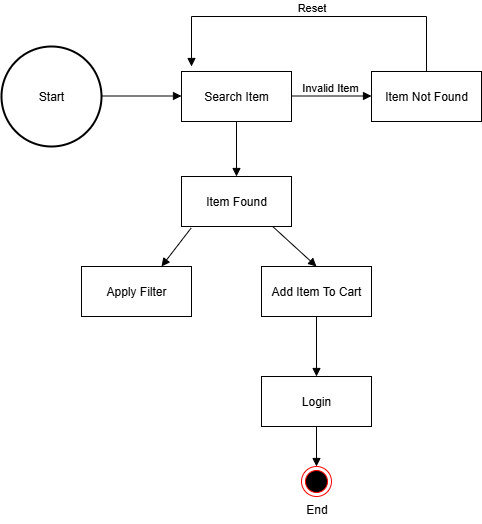 Reset
Start
Search Item
Invalid Item
Item Not Found
Item Found
Apply Filter
Add Item To Cart
Login
End